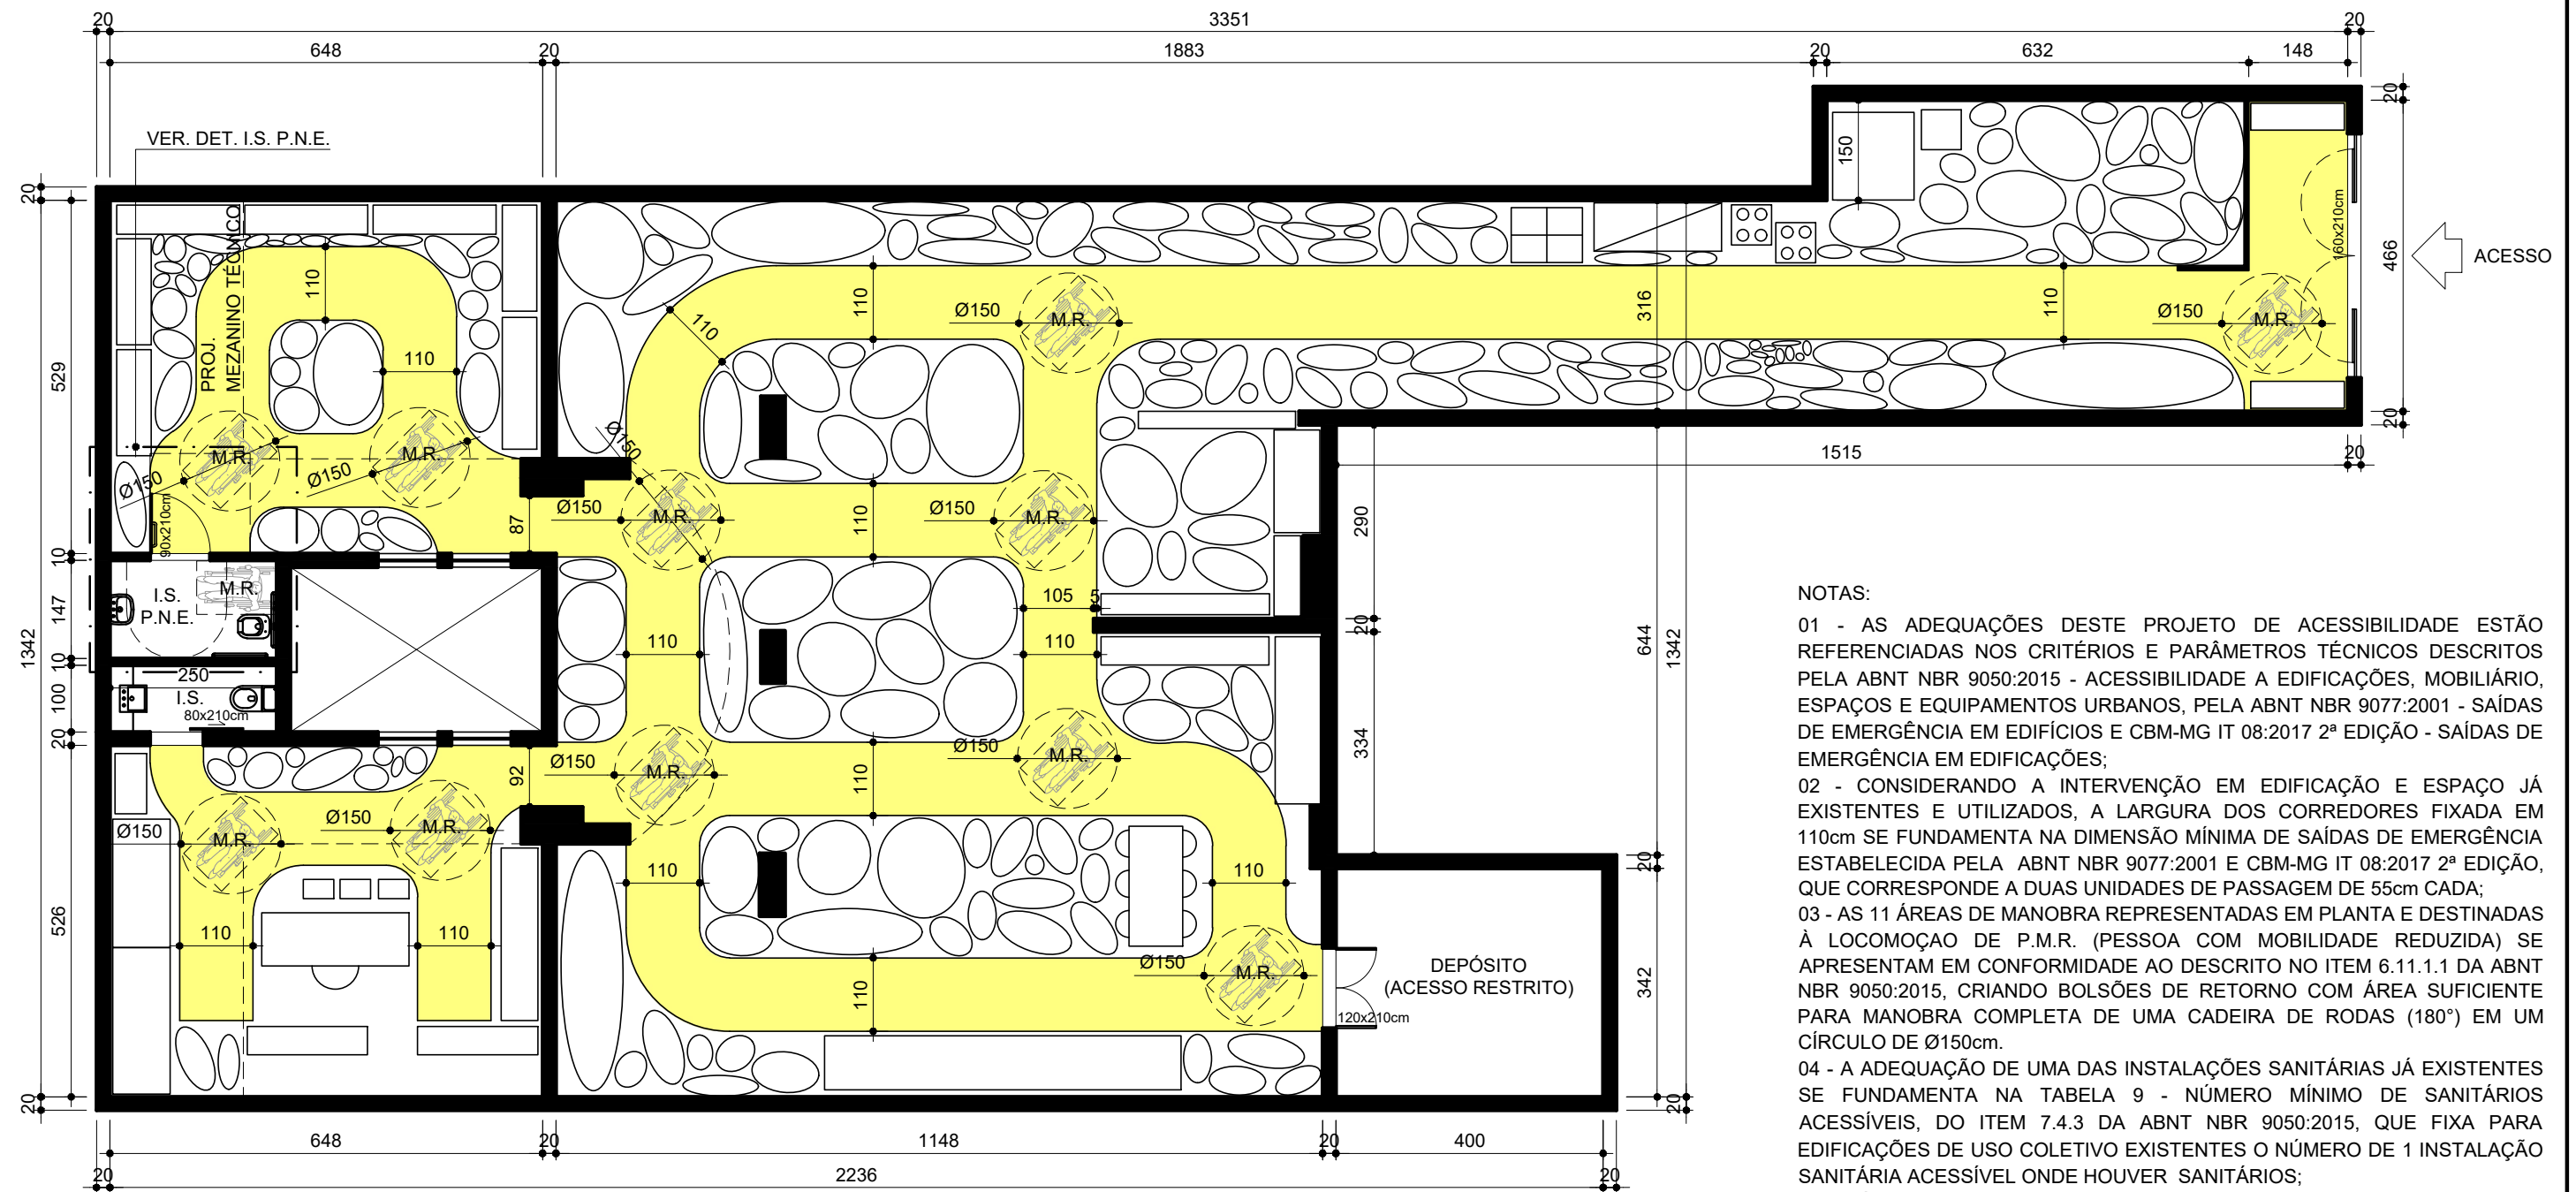 20 3351 20
648 20 1883 20 632 148
VER. DET. I.S. P.N.E.
20
150
20
PROJ.
MEZANINO TÉCNICO
160x210cm
466
ACESSO
110
110
110
316
110
Ø150 M.R.
Ø150 M.R.
110
110
529
20
Ø150
1515 20
M.R.
M.R.
Ø150
Ø150
90x210cm
87
Ø150 M.R.
110
Ø150 M.R.
290
10
147
I.S.
P.N.E.
M.R.
105 5
110
110
20
644
1342
1342
10
100
250
I.S.
80x210cm
20
92
Ø150 M.R.
110
Ø150 M.R.
334
Ø150 M.R.
Ø150 M.R.
526
110
110
110
110
20
110
Ø150 M.R.
DEPÓSITO
(ACESSO RESTRITO)
120x210cm
342
20
20
648 20 1148 20 400
20 2236 20
NOTAS:
01 - AS ADEQUAÇÕES DESTE PROJETO DE ACESSIBILIDADE ESTÃO
REFERENCIADAS NOS CRITÉRIOS E PARÂMETROS TÉCNICOS DESCRITOS
PELA ABNT NBR 9050:2015 - ACESSIBILIDADE A EDIFICAÇÕES, MOBILIÁRIO,
ESPAÇOS E EQUIPAMENTOS URBANOS, PELA ABNT NBR 9077:2001 - SAÍDAS
DE EMERGÊNCIA EM EDIFÍCIOS E CBM-MG IT 08:2017 2ª EDIÇÃO - SAÍDAS DE
EMERGÊNCIA EM EDIFICAÇÕES;
02 - CONSIDERANDO A INTERVENÇÃO EM EDIFICAÇÃO E ESPAÇO JÁ
EXISTENTES E UTILIZADOS, A LARGURA DOS CORREDORES FIXADA EM
110cm SE FUNDAMENTA NA DIMENSÃO MÍNIMA DE SAÍDAS DE EMERGÊNCIA
ESTABELECIDA PELA ABNT NBR 9077:2001 E CBM-MG IT 08:2017 2ª EDIÇÃO,
QUE CORRESPONDE A DUAS UNIDADES DE PASSAGEM DE 55cm CADA;
03 - AS 11 ÁREAS DE MANOBRA REPRESENTADAS EM PLANTA E DESTINADAS
À LOCOMOÇAO DE P.M.R. (PESSOA COM MOBILIDADE REDUZIDA) SE
APRESENTAM EM CONFORMIDADE AO DESCRITO NO ITEM 6.11.1.1 DA ABNT
NBR 9050:2015, CRIANDO BOLSÕES DE RETORNO COM ÁREA SUFICIENTE
PARA MANOBRA COMPLETA DE UMA CADEIRA DE RODAS (180°) EM UM
CÍRCULO DE Ø150cm.
04 - A ADEQUAÇÃO DE UMA DAS INSTALAÇÕES SANITÁRIAS JÁ EXISTENTES
SE FUNDAMENTA NA TABELA 9 - NÚMERO MÍNIMO DE SANITÁRIOS
ACESSÍVEIS, DO ITEM 7.4.3 DA ABNT NBR 9050:2015, QUE FIXA PARA
EDIFICAÇÕES DE USO COLETIVO EXISTENTES O NÚMERO DE 1 INSTALAÇÃO
SANITÁRIA ACESSÍVEL ONDE HOUVER SANITÁRIOS;